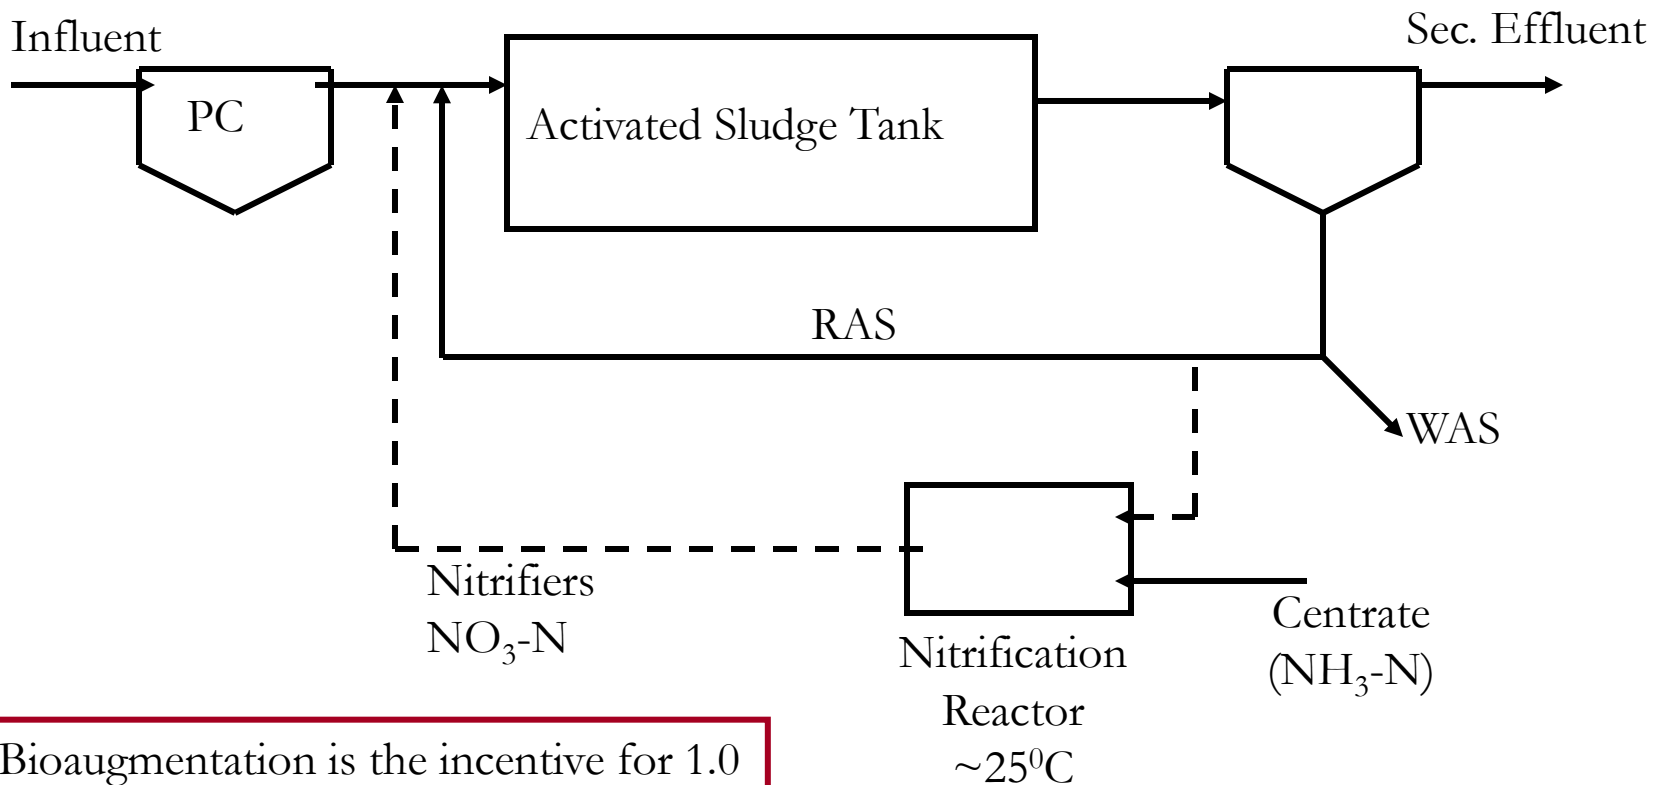 Influent
Sec. Effluent
PC
Activated Sludge Tank
RAS
WAS
Nitrifiers
NO₃-N
Centrate
(NH₃-N)
Nitrification
Reactor
~25⁰C
Bioaugmentation is the incentive for 1.0